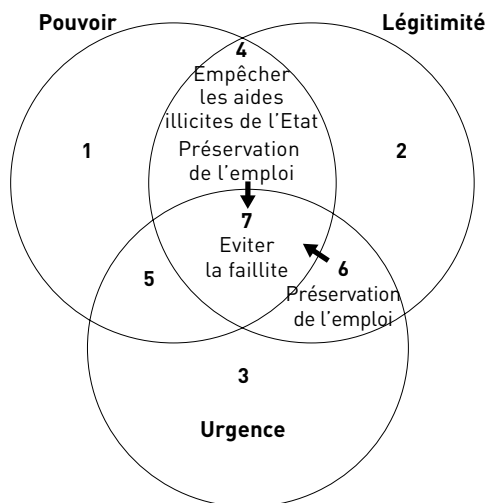 Pouvoir
Légitimité
4
Empêcher
les aides
illicites de l'Etat
Préservation
de l'emploi
1
2
7
Eviter
la faillite
5
6
Préservation
de l'emploi
3
Urgence